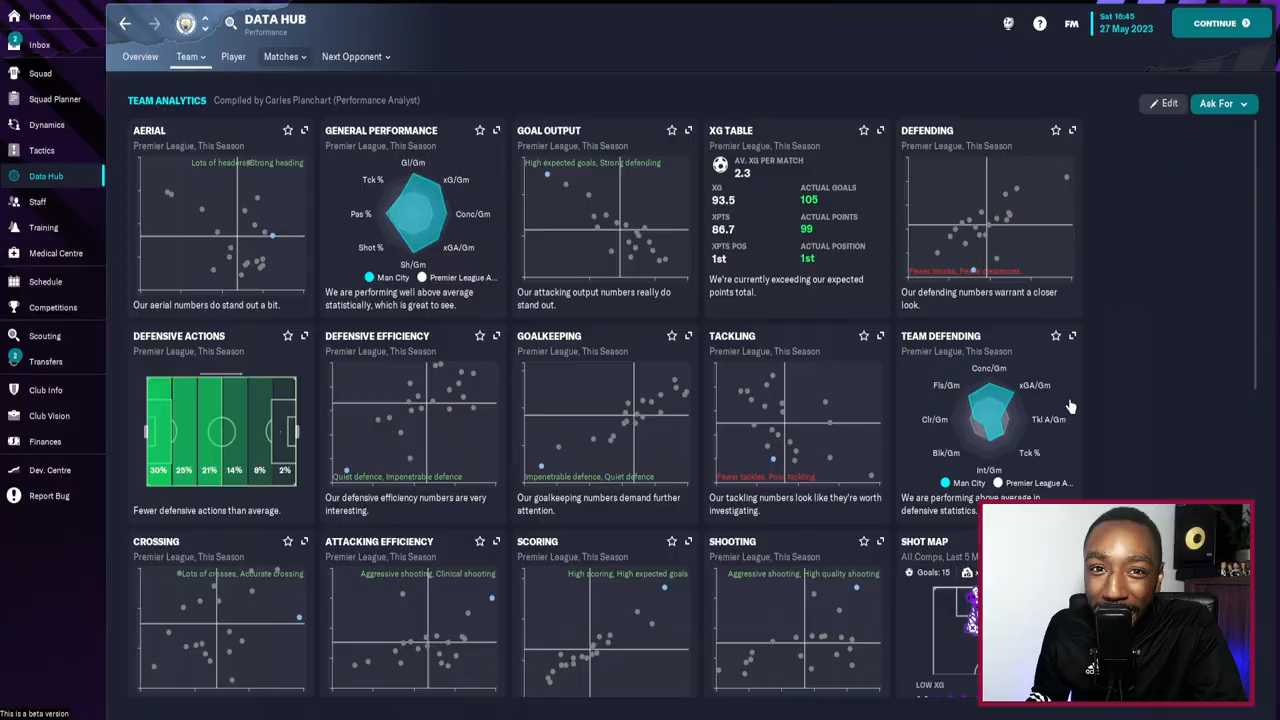 Home
2
Inbox
Squad
Squad Planner
Dynamics
Tactics
Data Hub
Staff
Training
Medical Centre
Schedule
Competitions
Scouting
2
Transfers
Club Info
Club Vision
Finances
Dev. Centre
Report Bug
This is a beta version
DATA HUB
Performance
?
FM
Sat 16:45
27 May 2023
CONTINUE
Overview
Team
Player
Matches
Next Opponent
TEAM ANALYTICS Compiled by Carles Planchart (Performance Analyst)
Edit
Ask For
AERIAL
Premier League, This Season
Lots of headers, Strong heading
Our aerial numbers do stand out a bit.
GENERAL PERFORMANCE
Premier League, This Season
Gl/Gm
Tck %
xG/Gm
Pas %
Conc/Gm
Shot %
xGA/Gm
Sh/Gm
Man City
Premier League A...
We are performing well above average
statistically, which is great to see.
GOAL OUTPUT
Premier League, This Season
High expected goals, Strong defending
Our attacking output numbers really do
stand out.
XG TABLE
Premier League, This Season
AV. XG PER MATCH
2.3
XG
ACTUAL GOALS
93.5
105
XPTS
ACTUAL POINTS
86.7
99
XPTS POS
ACTUAL POSITION
1st
1st
We're currently exceeding our expected
points total.
DEFENDING
Premier League, This Season
Fewer blocks, Fewer clearances
Our defending numbers warrant a closer
look.
DEFENSIVE ACTIONS
Premier League, This Season
30% 25% 21% 14% 8% 2%
Fewer defensive actions than average.
DEFENSIVE EFFICIENCY
Premier League, This Season
Quiet defence, Impenetrable defence
Our defensive efficiency numbers are very
interesting.
GOALKEEPING
Premier League, This Season
Impenetrable defence, Quiet defence
Our goalkeeping numbers demand further
attention.
TACKLING
Premier League, This Season
Fewer tackles, Poor tackling
Our tackling numbers look like they're worth
investigating.
TEAM DEFENDING
Premier League, This Season
Conc/Gm
Fls/Gm
xGA/Gm
Clr/Gm
Tkl A/Gm
Blk/Gm
Tck %
Int/Gm
Man City
Premier League A...
We are performing above average in
defensive statistics.
CROSSING
Premier League, This Season
Lots of crosses, Accurate crossing
ATTACKING EFFICIENCY
Premier League, This Season
Aggressive shooting, Clinical shooting
SCORING
Premier League, This Season
High scoring, High expected goals
SHOOTING
Premier League, This Season
Aggressive shooting, High quality shooting
SHOT MAP
All Comps, Last 5 M
Goals: 15
LOW XG